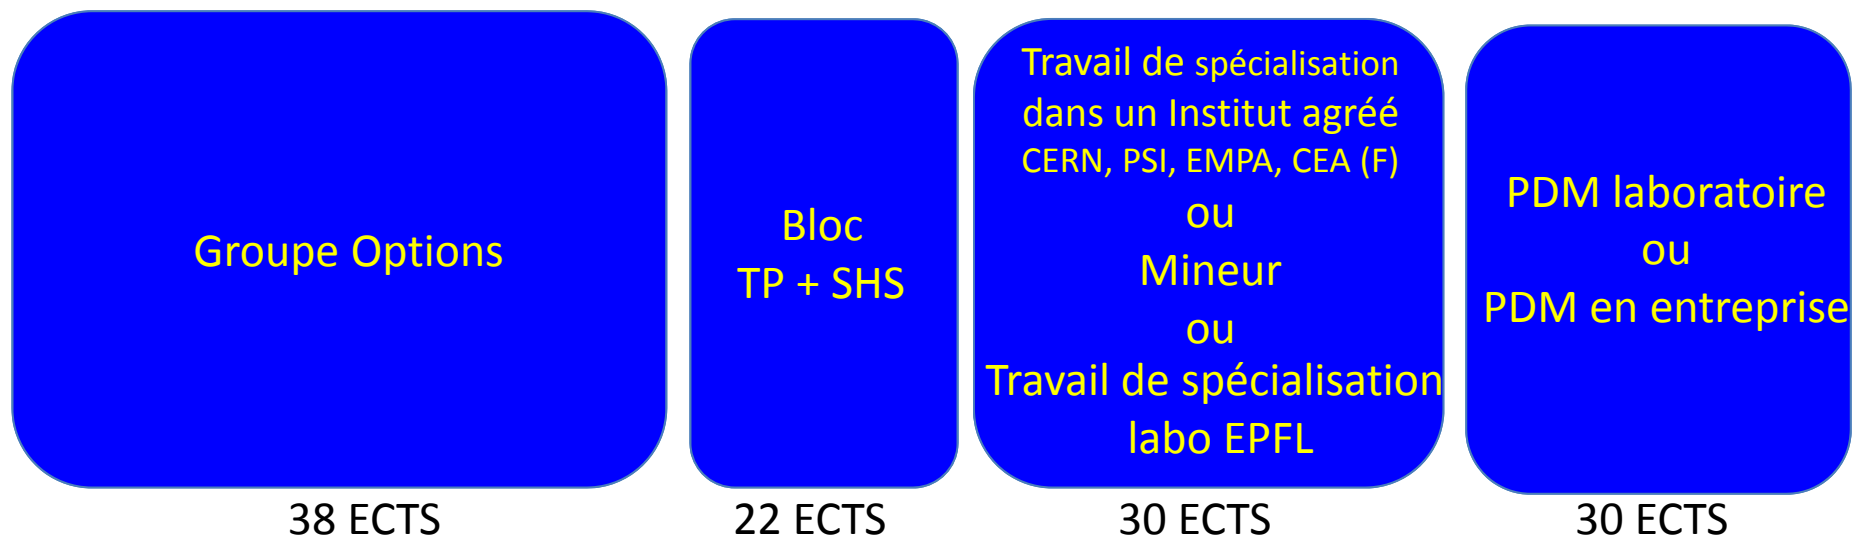 Groupe Options
38 ECTS
Bloc
TP + SHS
22 ECTS
Travail de spécialisation
dans un Institut agréé
CERN, PSI, EMPA, CEA (F)
ou
Mineur
ou
Travail de spécialisation
labo EPFL
30 ECTS
PDM laboratoire
ou
PDM en entreprise
30 ECTS